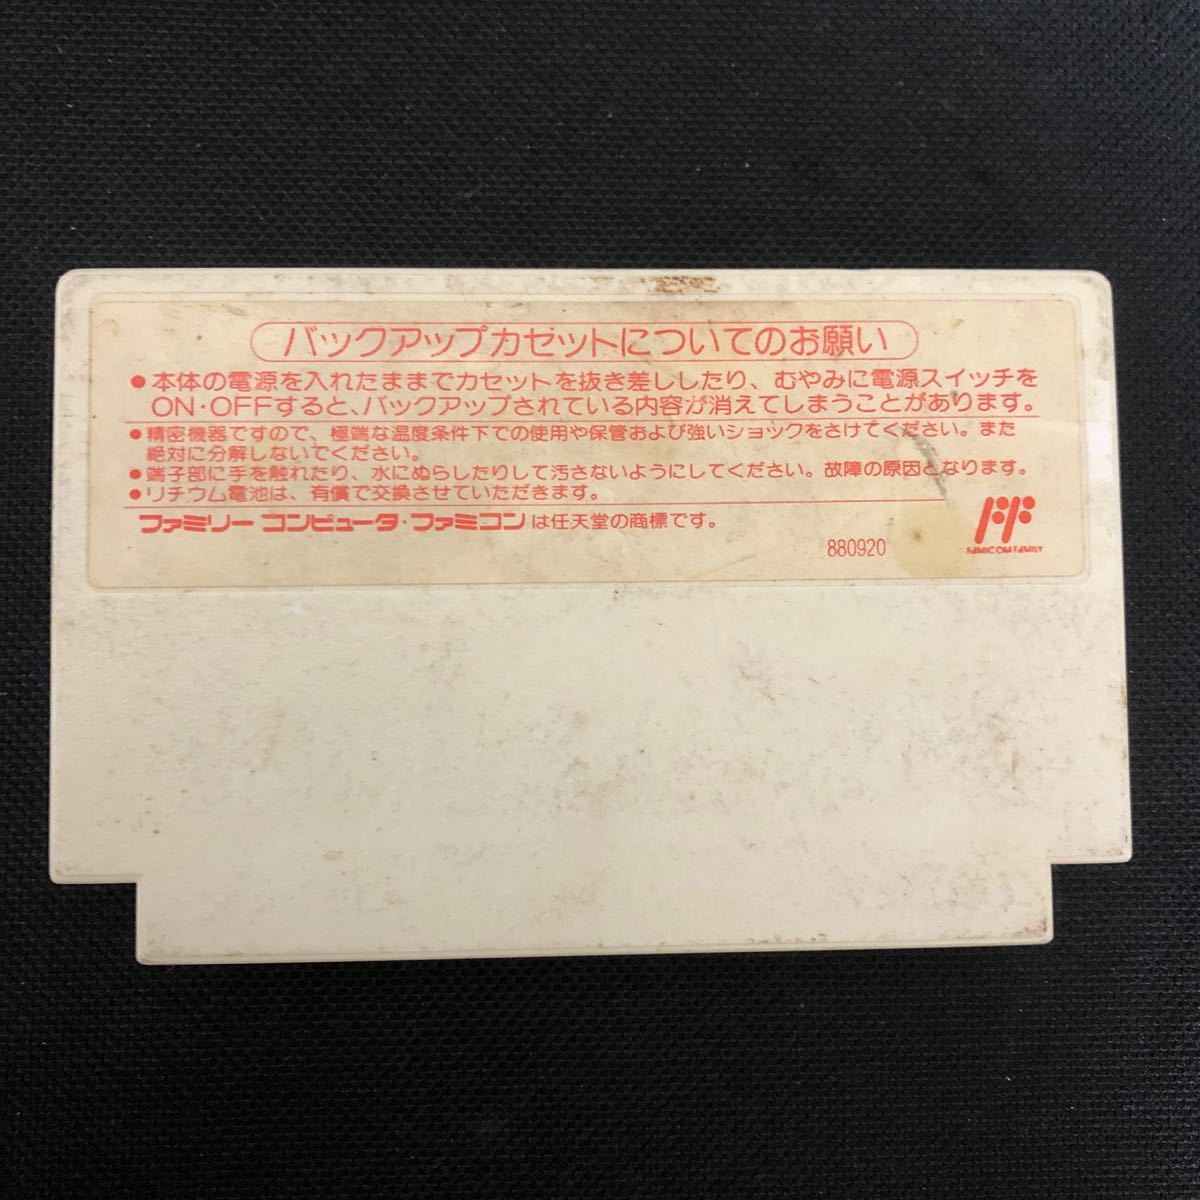 バックアップカセットについてのお願い
●本体の電源を入れたままでカセットを抜き差ししたり、むやみに電源スイッチを
ON・OFFすると、バックアップされている内容が消えてしまうことがあります。
●精密機器ですので、極端な温度条件下での使用や保管および強いショックをさけてください。また
絶対に分解しないでください。
●端子部に手を触れたり、水にぬらしたりして汚さないようにしてください。故障の原因となります。
●リチウム電池は、有償で交換させていただきます。
ファミリーコンピュータ・ファミコンは任天堂の商標です。
880920
FF
FAMICOM FAMILY